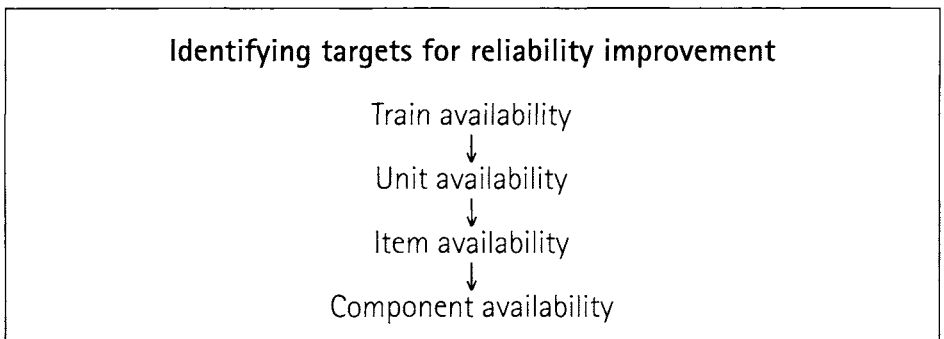 Identifying targets for reliability improvement
Train availability
↓
Unit availability
↓
Item availability
↓
Component availability